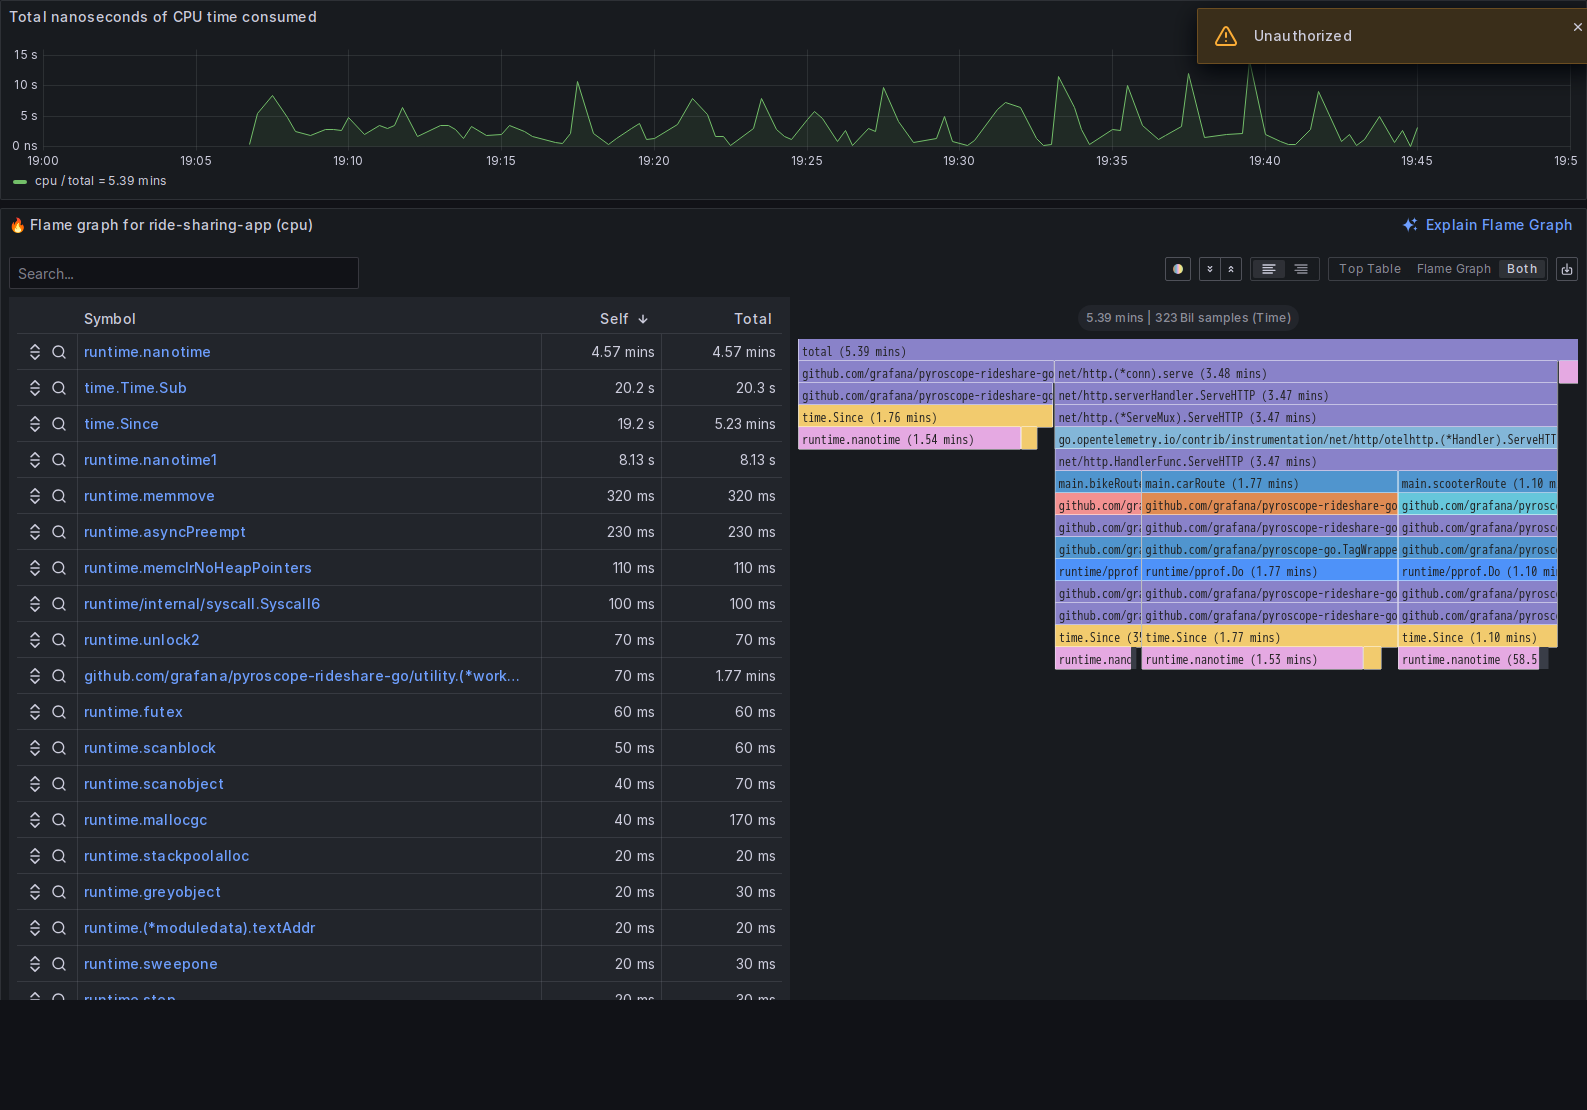 Total nanoseconds of CPU time consumed
Unauthorized
15 s
10 s
5 s
0 ns
19:00 19:05 19:10 19:15 19:20 19:25 19:30 19:35 19:40 19:45 19:5
cpu / total = 5.39 mins
🔥 Flame graph for ride-sharing-app (cpu)
Explain Flame Graph
Search...
Top Table Flame Graph Both
Symbol Self Total
runtime.nanotime 4.57 mins 4.57 mins
time.Time.Sub 20.2 s 20.3 s
time.Since 19.2 s 5.23 mins
runtime.nanotime1 8.13 s 8.13 s
runtime.memmove 320 ms 320 ms
runtime.asyncPreempt 230 ms 230 ms
runtime.memclrNoHeapPointers 110 ms 110 ms
runtime/internal/syscall.Syscall6 100 ms 100 ms
runtime.unlock2 70 ms 70 ms
github.com/grafana/pyroscope-rideshare-go/utility.(*work... 70 ms 1.77 mins
runtime.futex 60 ms 60 ms
runtime.scanblock 50 ms 60 ms
runtime.scanobject 40 ms 70 ms
runtime.mallocgc 40 ms 170 ms
runtime.stackpoolalloc 20 ms 20 ms
runtime.greyobject 20 ms 30 ms
runtime.(*moduledata).textAddr 20 ms 20 ms
runtime.sweepone 20 ms 30 ms
20 ms 30 ms
5.39 mins | 323 Bil samples (Time)
total (5.39 mins)
github.com/grafana/pyroscope-rideshare-go net/http.(*conn).serve (3.48 mins)
github.com/grafana/pyroscope-rideshare-go net/http.serverHandler.ServeHTTP (3.47 mins)
time.Since (1.76 mins) net/http.(*ServeMux).ServeHTTP (3.47 mins)
runtime.nanotime (1.54 mins) go.opentelemetry.io/contrib/instrumentation/net/http/otelhttp.(*Handler).ServeHTT
net/http.HandlerFunc.ServeHTTP (3.47 mins)
main.bikeRoute main.carRoute (1.77 mins) main.scooterRoute (1.10 m
github.com/gra github.com/grafana/pyroscope-rideshare-go github.com/grafana/pyrosc
github.com/gra github.com/grafana/pyroscope-rideshare-go github.com/grafana/pyrosc
github.com/gra github.com/grafana/pyroscope-go.TagWrappe github.com/grafana/pyrosc
runtime/pprof runtime/pprof.Do (1.77 mins) runtime/pprof.Do (1.10 min
github.com/gra github.com/grafana/pyroscope-rideshare-go github.com/grafana/pyrosc
github.com/gra github.com/grafana/pyroscope-rideshare-go github.com/grafana/pyrosc
time.Since (35 time.Since (1.77 mins) time.Since (1.10 mins)
runtime.nano runtime.nanotime (1.53 mins) runtime.nanotime (58.5